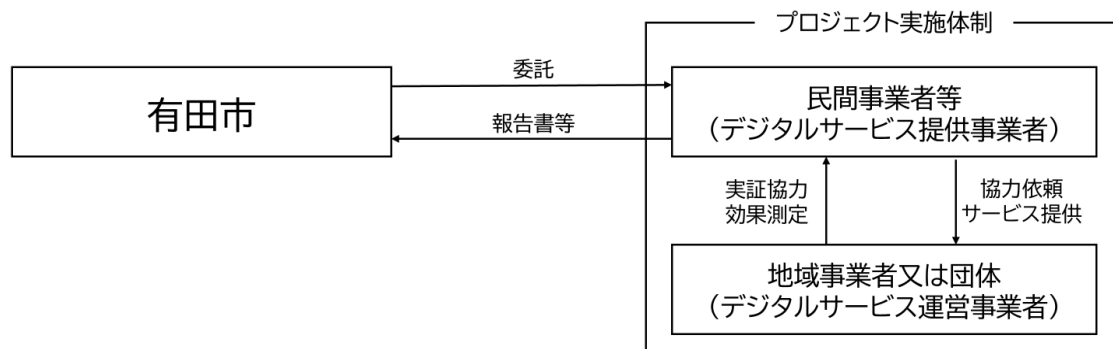 プロジェクト実施体制
有田市
委託
報告書等
民間事業者等
（デジタルサービス提供事業者）
実証協力
効果測定
協力依頼
サービス提供
地域事業者又は団体
（デジタルサービス運営事業者）